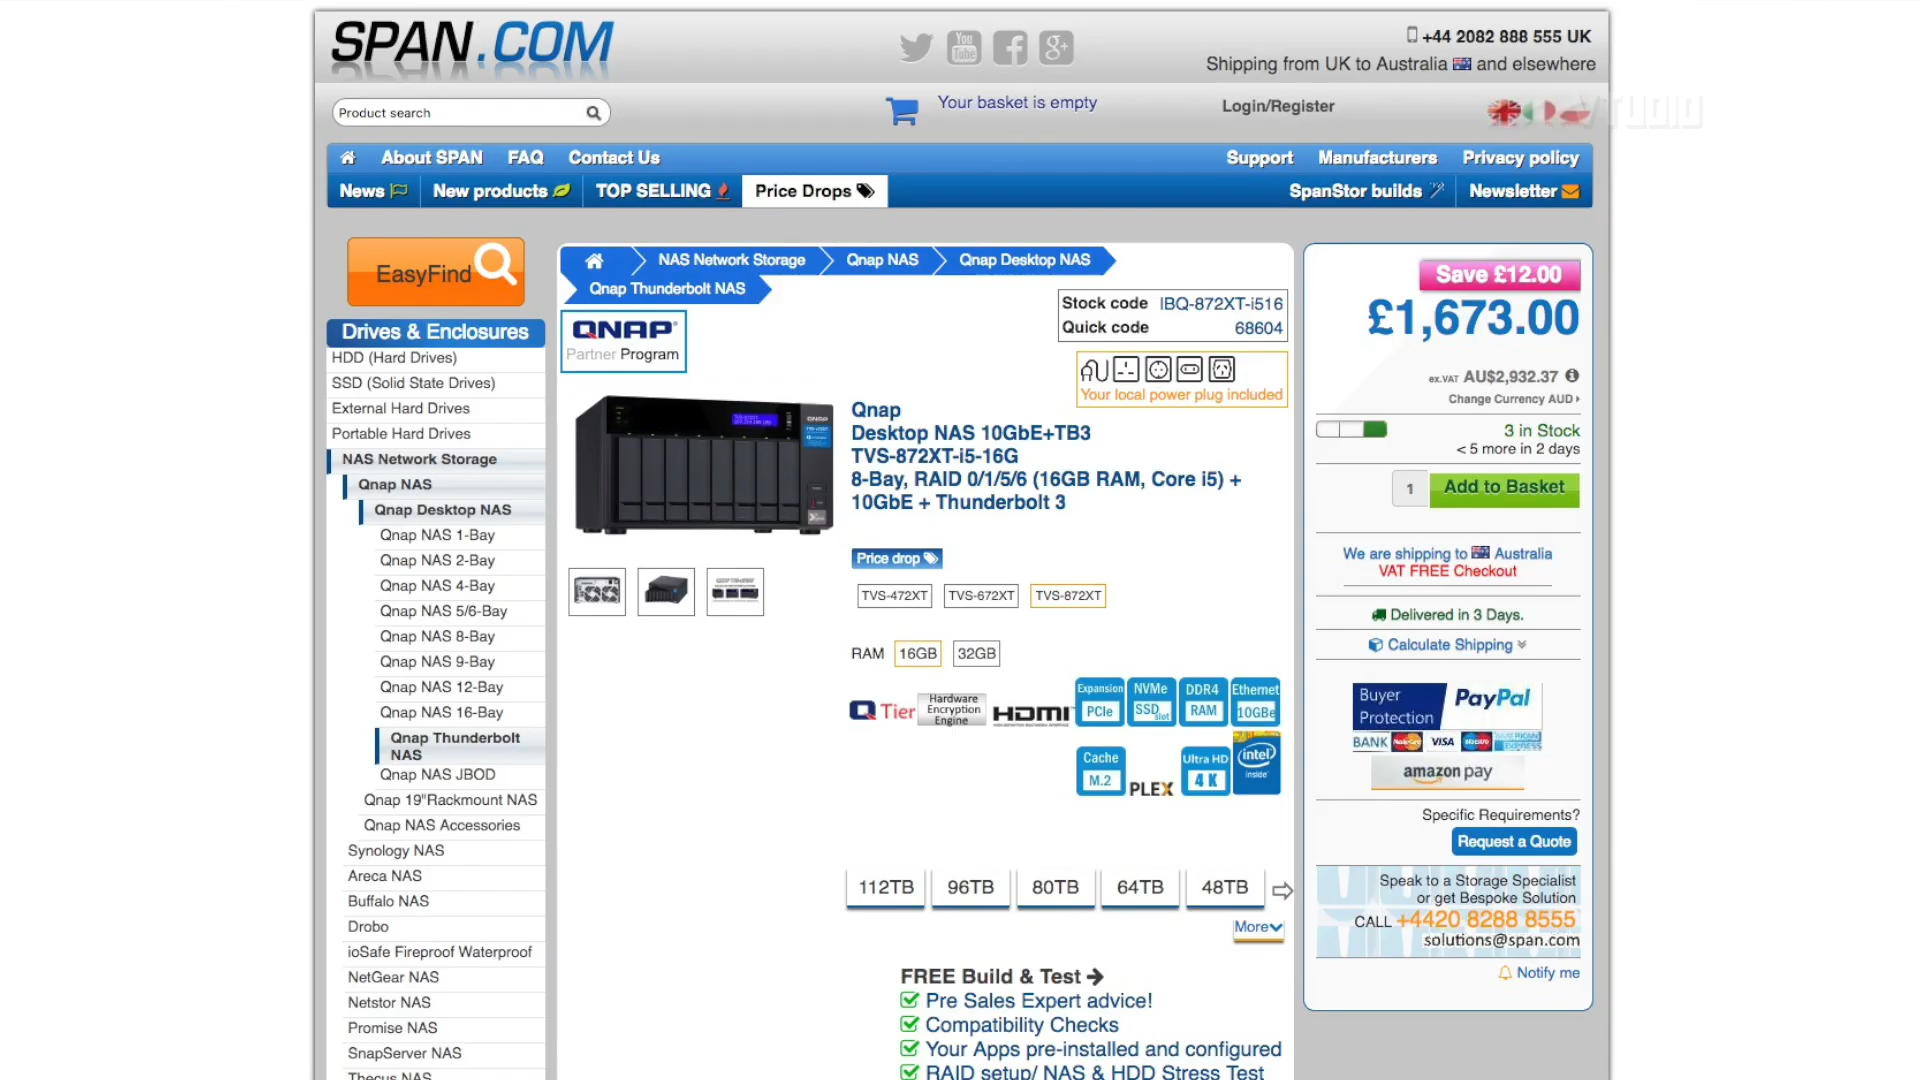 SPAN.COM
+44 2082 888 555 UK
Shipping from UK to Australia and elsewhere
Product search
Your basket is empty
Login/Register
About SPAN FAQ Contact Us
Support Manufacturers Privacy policy
News New products TOP SELLING Price Drops
SpanStor builds Newsletter
EasyFind
Drives & Enclosures
HDD (Hard Drives)
SSD (Solid State Drives)
External Hard Drives
Portable Hard Drives
NAS Network Storage
Qnap NAS
Qnap Desktop NAS
Qnap NAS 1-Bay
Qnap NAS 2-Bay
Qnap NAS 4-Bay
Qnap NAS 5/6-Bay
Qnap NAS 8-Bay
Qnap NAS 9-Bay
Qnap NAS 12-Bay
Qnap NAS 16-Bay
Qnap Thunderbolt
NAS
Qnap NAS JBOD
Qnap 19"Rackmount NAS
Qnap NAS Accessories
Synology NAS
Areca NAS
Buffalo NAS
Drobo
ioSafe Fireproof Waterproof
NetGear NAS
Netstor NAS
Promise NAS
SnapServer NAS
Thecus NAS
NAS Network Storage Qnap NAS Qnap Desktop NAS
Qnap Thunderbolt NAS
Stock code IBQ-872XT-i516
Quick code 68604
QNAP
Partner Program
Your local power plug included
Qnap
Desktop NAS 10GbE+TB3
TVS-872XT-i5-16G
8-Bay, RAID 0/1/5/6 (16GB RAM, Core i5) +
10GbE + Thunderbolt 3
Price drop
TVS-472XT TVS-672XT TVS-872XT
RAM 16GB 32GB
Q Tier
Hardware
Encryption
Engine
HDMI
Expansion
PCIe
NVMe
SSD slot
DDR4
RAM
Ethernet
10GBe
Cache
M.2
PLEX
Ultra HD
4K
intel
inside
112TB 96TB 80TB 64TB 48TB
More
FREE Build & Test
Pre Sales Expert advice!
Compatibility Checks
Your Apps pre-installed and configured
RAID setup/ NAS & HDD Stress Test
Save £12.00
£1,673.00
ex.VAT AU$2,932.37
Change Currency AUD
3 in Stock
< 5 more in 2 days
1 Add to Basket
We are shipping to Australia
VAT FREE Checkout
Delivered in 3 Days.
Calculate Shipping
Buyer
Protection
PayPal
BANK MasterCard VISA Maestro AMERICAN EXPRESS
amazon pay
Specific Requirements?
Request a Quote
Speak to a Storage Specialist
or get Bespoke Solution
CALL +4420 8288 8555
solutions@span.com
Notify me